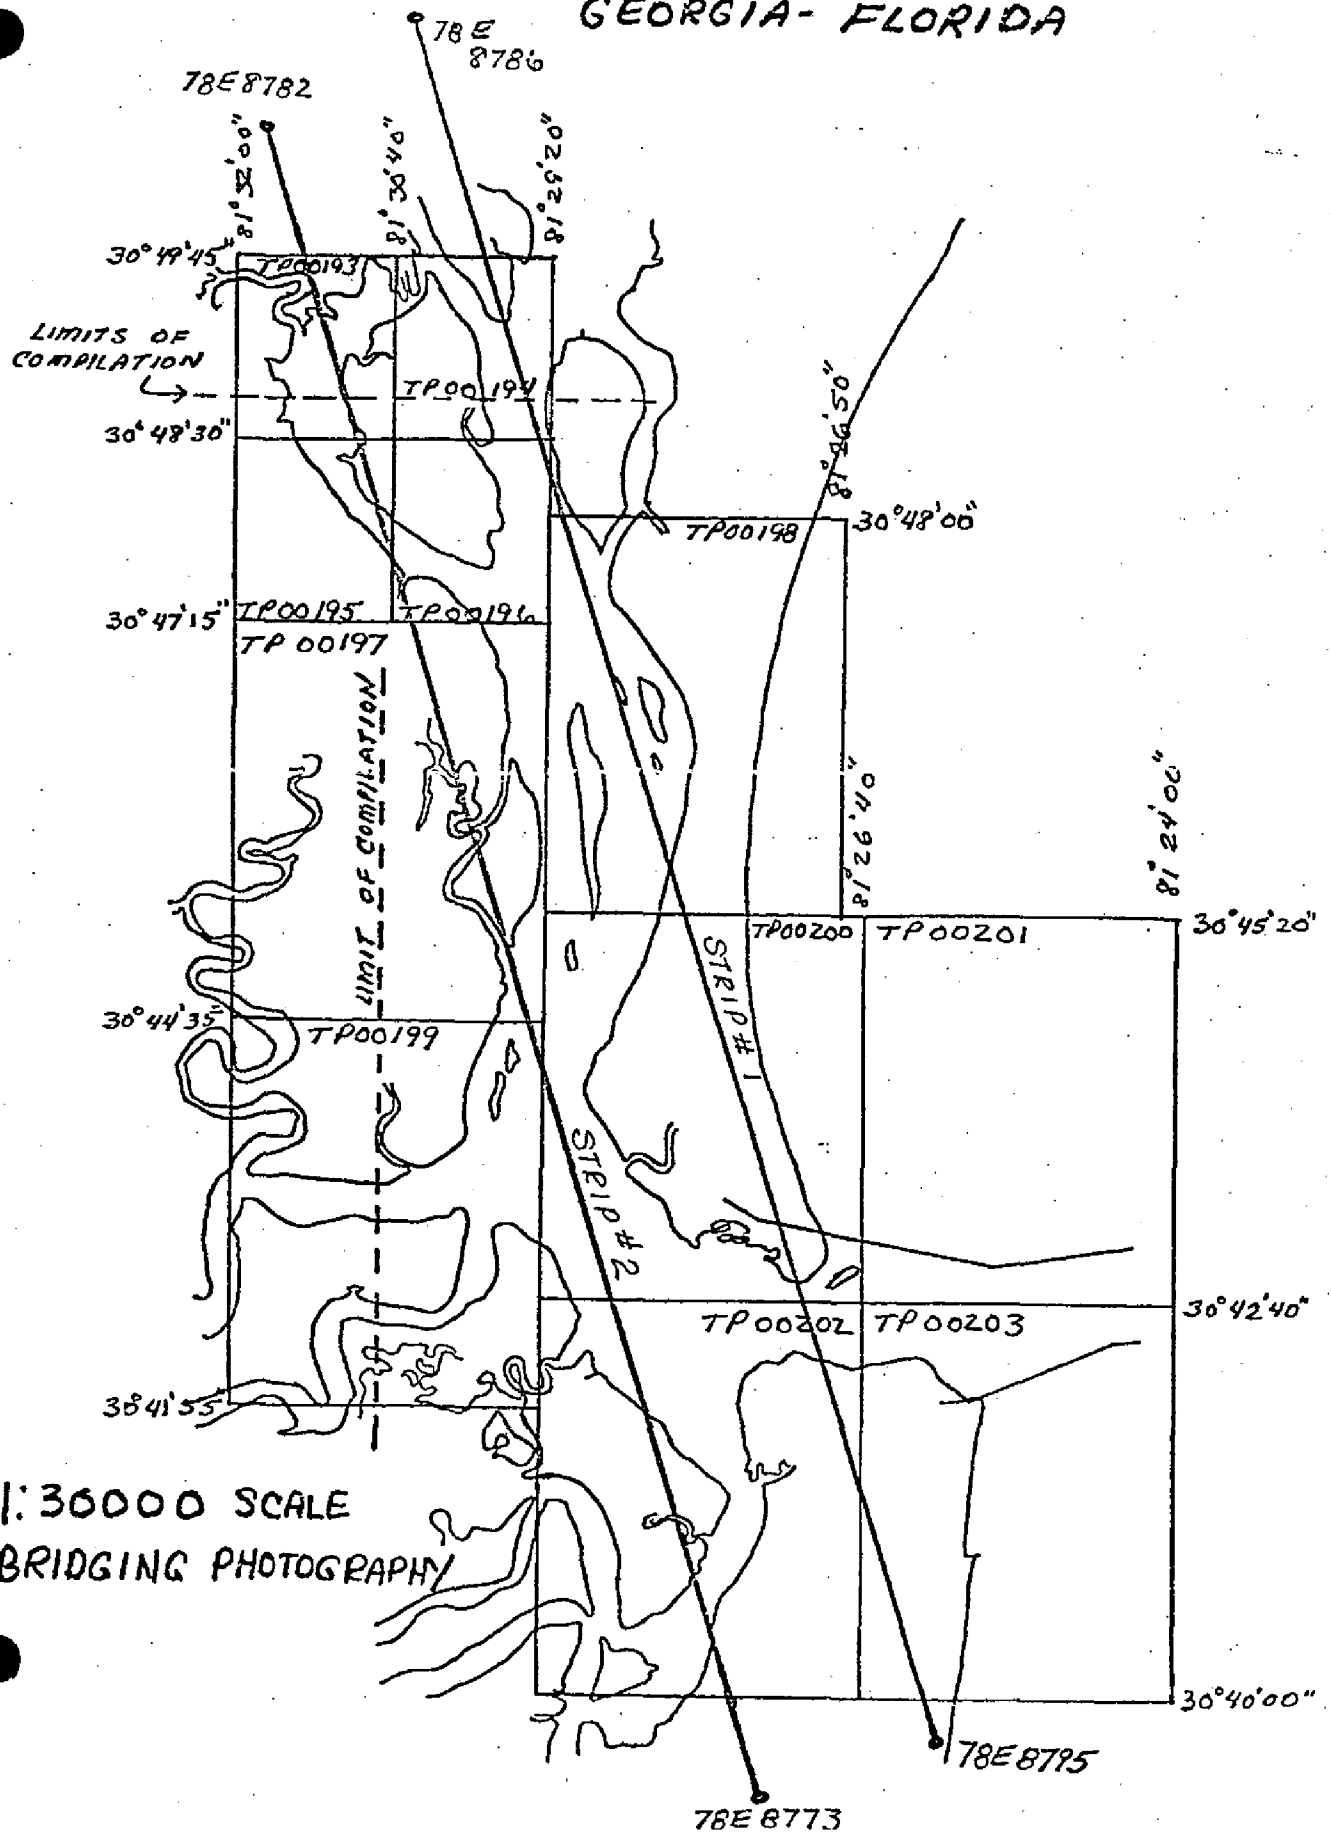 GEORGIA- FLORIDA
78E
8786
78E8782
81°32'00"
81°30'40"
81°29'20"
30°49'45"
TP00193
LIMITS OF
COMPILATION
TP00194
30°48'30"
81°26'50"
TP00198
30°48'00"
30°47'15"
TP00195
TP00196
TP 00197
LIMIT OF COMPILATION
81°26'40"
81°24'00"
TP00200
TP00201
30°45'20"
STRIP #1
30°44'35"
TP00199
STRIP #2
TP00202
TP00203
30°42'40"
30°41'55"
1:30000 SCALE
BRIDGING PHOTOGRAPHY
30°40'00"
78E8795
78E8773